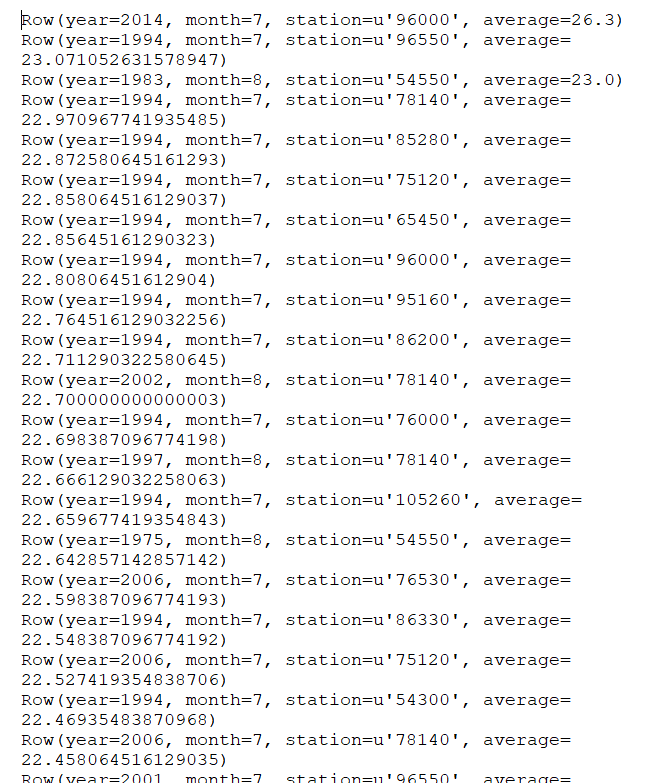 Row(year=2014, month=7, station=u'96000', average=26.3)
Row(year=1994, month=7, station=u'96550', average=
23.071052631578947)
Row(year=1983, month=8, station=u'54550', average=23.0)
Row(year=1994, month=7, station=u'78140', average=
22.970967741935485)
Row(year=1994, month=7, station=u'85280', average=
22.872580645161293)
Row(year=1994, month=7, station=u'75120', average=
22.858064516129037)
Row(year=1994, month=7, station=u'65450', average=
22.85645161290323)
Row(year=1994, month=7, station=u'96000', average=
22.80806451612904)
Row(year=1994, month=7, station=u'95160', average=
22.764516129032256)
Row(year=1994, month=7, station=u'86200', average=
22.711290322580645)
Row(year=2002, month=8, station=u'78140', average=
22.700000000000003)
Row(year=1994, month=7, station=u'76000', average=
22.698387096774198)
Row(year=1997, month=8, station=u'78140', average=
22.666129032258063)
Row(year=1994, month=7, station=u'105260', average=
22.659677419354843)
Row(year=1975, month=8, station=u'54550', average=
22.642857142857142)
Row(year=2006, month=7, station=u'76530', average=
22.598387096774193)
Row(year=1994, month=7, station=u'86330', average=
22.548387096774192)
Row(year=2006, month=7, station=u'75120', average=
22.527419354838706)
Row(year=1994, month=7, station=u'54300', average=
22.46935483870968)
Row(year=2006, month=7, station=u'78140', average=
22.458064516129035)
Row(year=2001, month=7, station=u'96550', average=